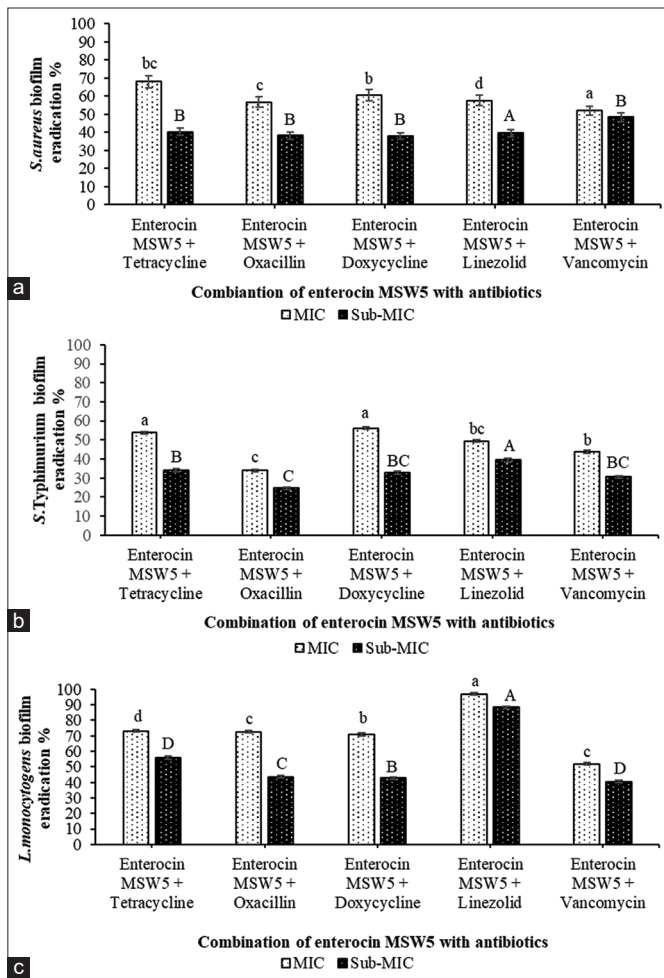 100
90
80
70
60
50
40
30
20
10
0
S.aureus biofilm
eradication %
bc
B
c
B
b
B
d
A
a
B
Enterocin
MSW5 +
Tetracycline
Enterocin
MSW5 +
Oxacillin
Enterocin
MSW5 +
Doxycycline
Enterocin
MSW5 +
Linezolid
Enterocin
MSW5 +
Vancomycin
a
Combiantion of enterocin MSW5 with antibiotics
MIC Sub-MIC
100
90
80
70
60
50
40
30
20
10
0
S.Typhimurium biofilm
eradication %
a
B
c
C
a
BC
bc
A
b
BC
Enterocin
MSW5 +
Tetracycline
Enterocin
MSW5 +
Oxacillin
Enterocin
MSW5 +
Doxycycline
Enterocin
MSW5 +
Linezolid
Enterocin
MSW5 +
Vancomycin
b
Combination of enterocin MSW5 with antibiotics
MIC Sub-MIC
100
90
80
70
60
50
40
30
20
10
0
L.monocytogens biofilm
eradication %
d
D
c
C
b
B
a
A
c
D
Enterocin
MSW5 +
Tetracycline
Enterocin
MSW5 +
Oxacillin
Enterocin
MSW5 +
Doxycycline
Enterocin
MSW5 +
Linezolid
Enterocin
MSW5 +
Vancomycin
Combination of enterocin MSW5 with antibiotics
MIC Sub-MIC
c